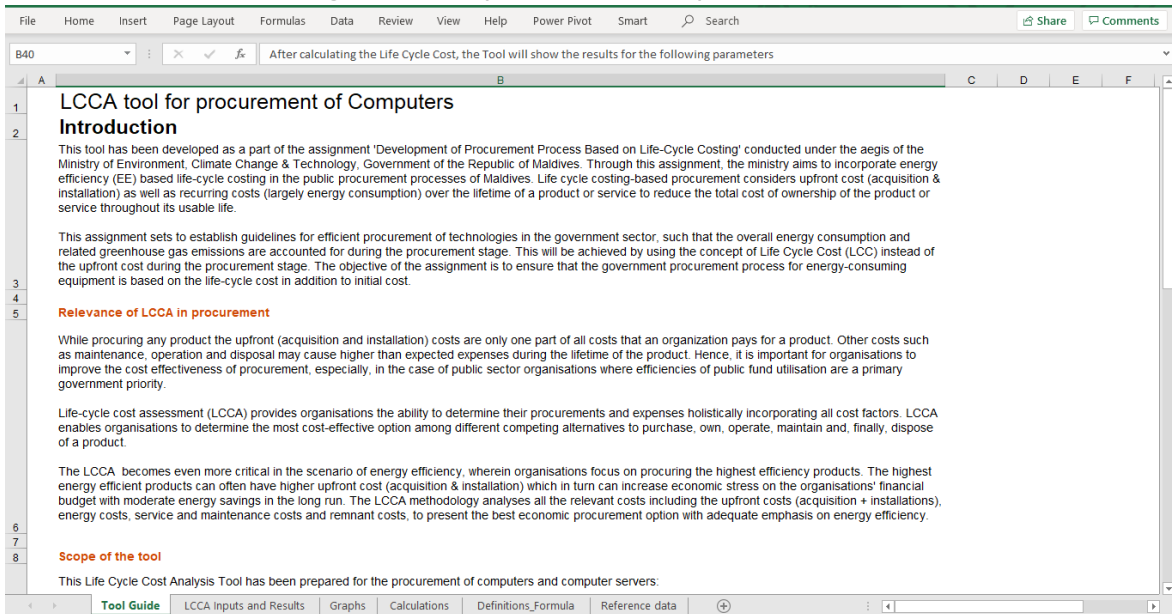 File Home Insert Page Layout Formulas Data Review View Help Power Pivot Smart Search Share Comments
B40 fx After calculating the Life Cycle Cost, the Tool will show the results for the following parameters
A B C D E F
1 LCCA tool for procurement of Computers
2 Introduction
This tool has been developed as a part of the assignment 'Development of Procurement Process Based on Life-Cycle Costing' conducted under the aegis of the
Ministry of Environment, Climate Change & Technology, Government of the Republic of Maldives. Through this assignment, the ministry aims to incorporate energy
efficiency (EE) based life-cycle costing in the public procurement processes of Maldives. Life cycle costing-based procurement considers upfront cost (acquisition &
installation) as well as recurring costs (largely energy consumption) over the lifetime of a product or service to reduce the total cost of ownership of the product or
service throughout its usable life.
This assignment sets to establish guidelines for efficient procurement of technologies in the government sector, such that the overall energy consumption and
related greenhouse gas emissions are accounted for during the procurement stage. This will be achieved by using the concept of Life Cycle Cost (LCC) instead of
the upfront cost during the procurement stage. The objective of the assignment is to ensure that the government procurement process for energy-consuming
3 equipment is based on the life-cycle cost in addition to initial cost.
4
5 Relevance of LCCA in procurement
While procuring any product the upfront (acquisition and installation) costs are only one part of all costs that an organization pays for a product. Other costs such
as maintenance, operation and disposal may cause higher than expected expenses during the lifetime of the product. Hence, it is important for organisations to
improve the cost effectiveness of procurement, especially, in the case of public sector organisations where efficiencies of public fund utilisation are a primary
government priority.
Life-cycle cost assessment (LCCA) provides organisations the ability to determine their procurements and expenses holistically incorporating all cost factors. LCCA
enables organisations to determine the most cost-effective option among different competing alternatives to purchase, own, operate, maintain and, finally, dispose
of a product.
The LCCA becomes even more critical in the scenario of energy efficiency, wherein organisations focus on procuring the highest efficiency products. The highest
energy efficient products can often have higher upfront cost (acquisition & installation) which in turn can increase economic stress on the organisations' financial
budget with moderate energy savings in the long run. The LCCA methodology analyses all the relevant costs including the upfront costs (acquisition + installations),
energy costs, service and maintenance costs and remnant costs, to present the best economic procurement option with adequate emphasis on energy efficiency.
6
7
8 Scope of the tool
This Life Cycle Cost Analysis Tool has been prepared for the procurement of computers and computer servers:
Tool Guide LCCA Inputs and Results Graphs Calculations Definitions_Formula Reference data